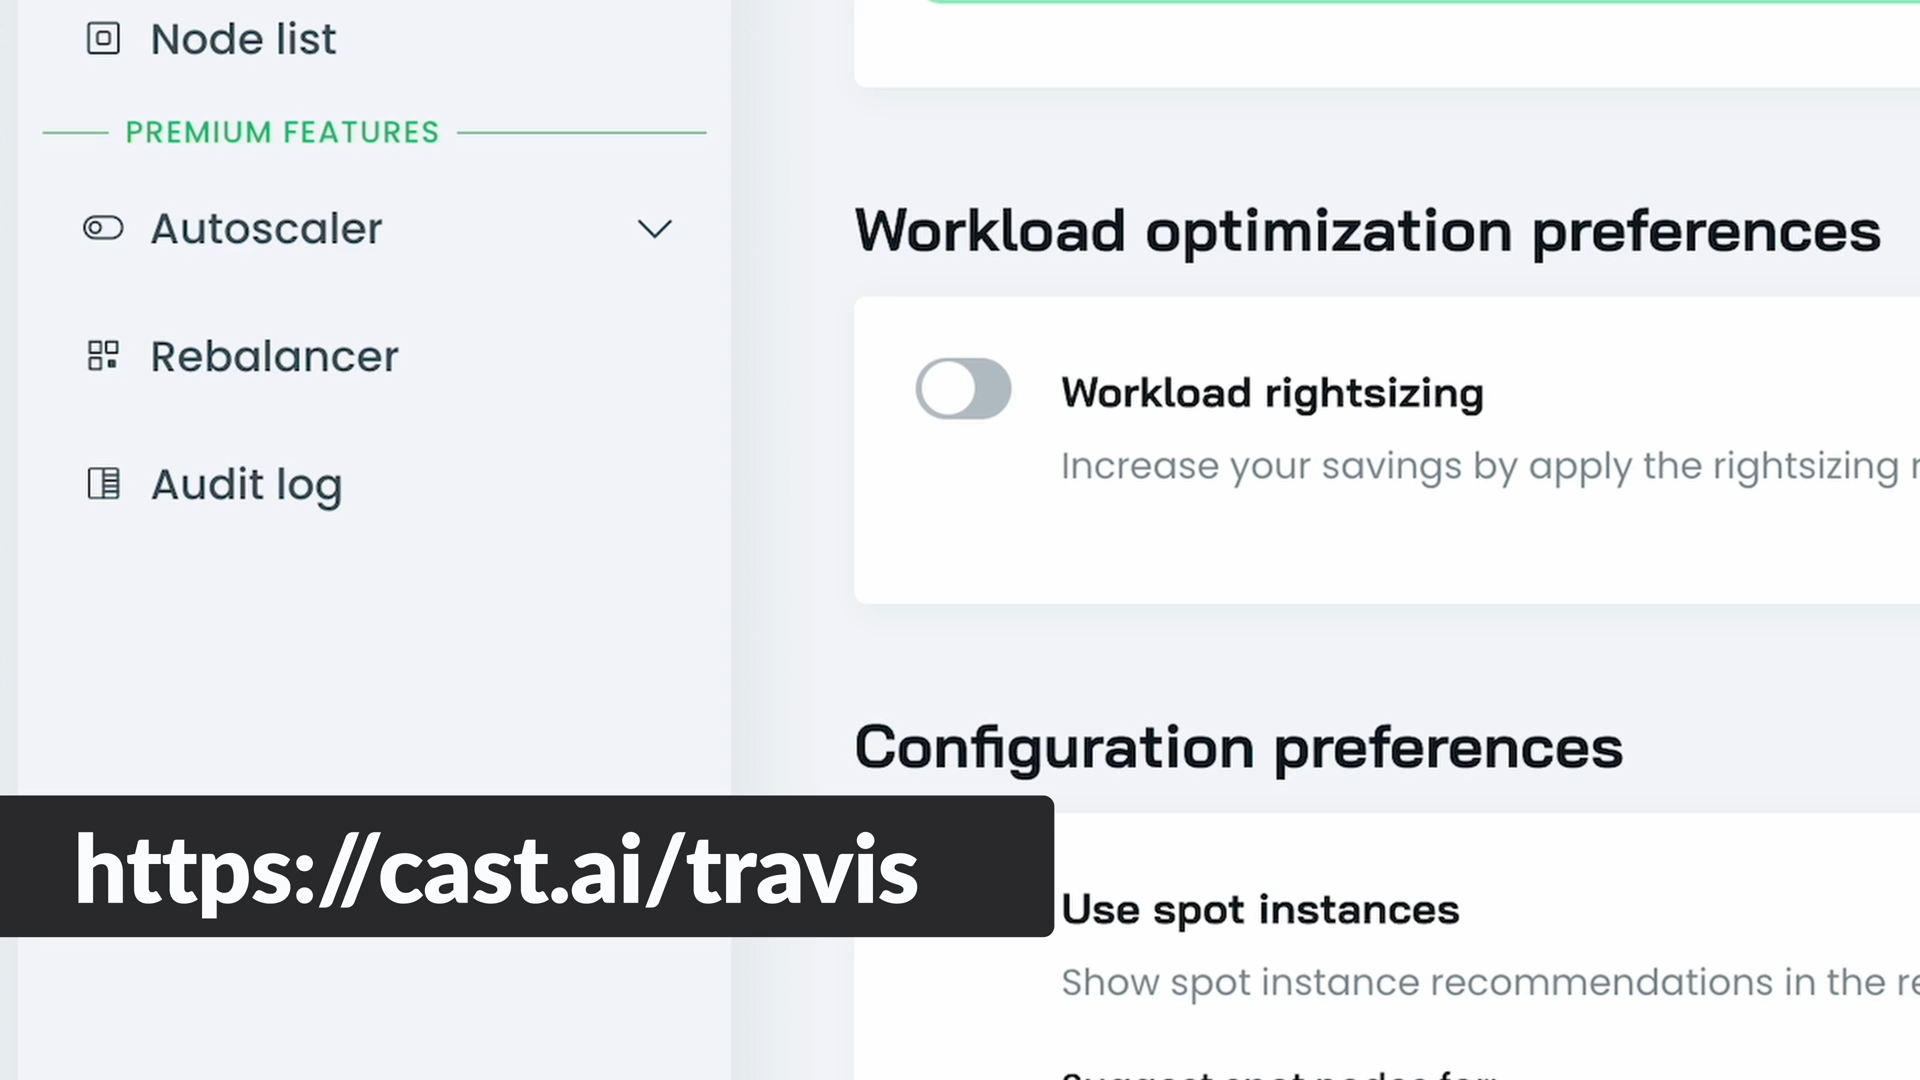 Node list
PREMIUM FEATURES
Autoscaler
Rebalancer
Audit log
Workload optimization preferences
Workload rightsizing
Increase your savings by apply the rightsizing
Configuration preferences
https://cast.ai/travis
Use spot instances
Show spot instance recommendations in the